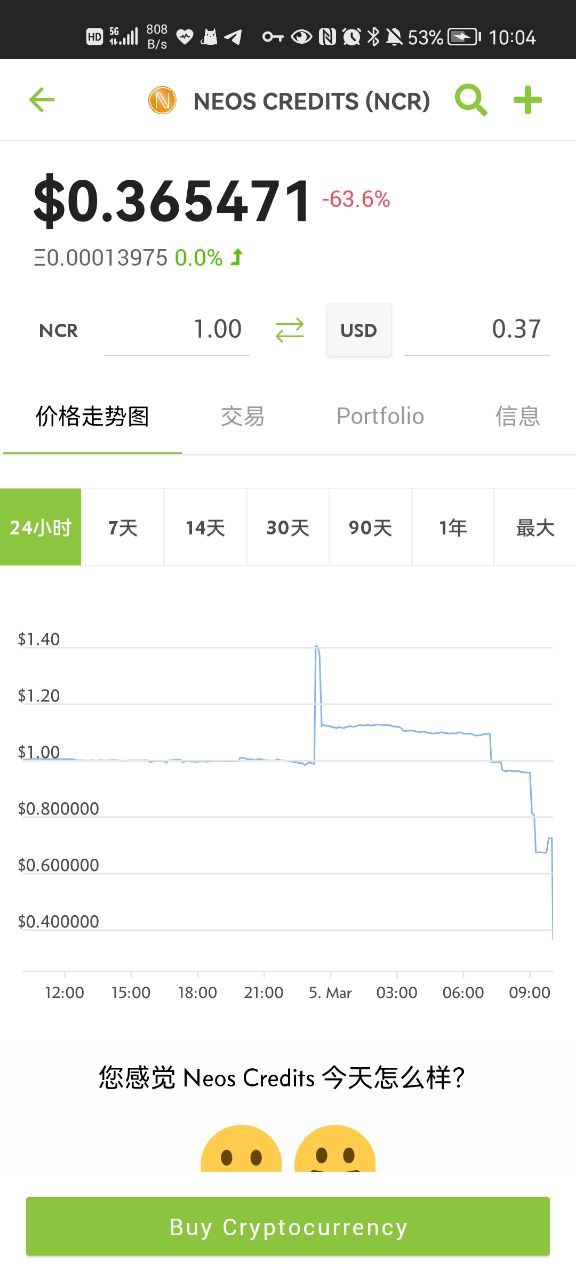 HD 5G 808 B/s 53% 10:04
NEOS CREDITS (NCR)
$0.365471 -63.6%
Ξ0.00013975 0.0%
NCR 1.00 USD 0.37
价格走势图 交易 Portfolio 信息
24小时 7天 14天 30天 90天 1年 最大
$1.40
$1.20
$1.00
$0.800000
$0.600000
$0.400000
12:00 15:00 18:00 21:00 5. Mar 03:00 06:00 09:00
您感觉 Neos Credits 今天怎么样?
Buy Cryptocurrency